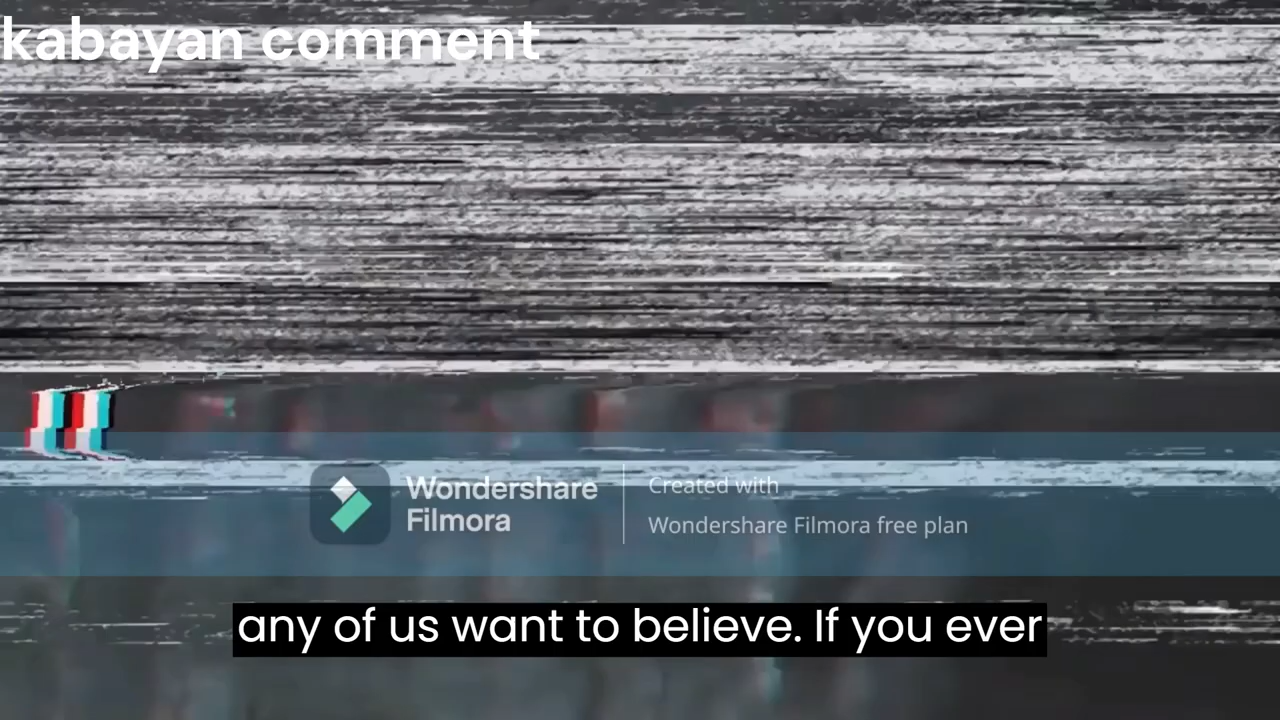 kabayan comment
Wondershare
Filmora
Created with
Wondershare Filmora free plan
any of us want to believe. If you ever